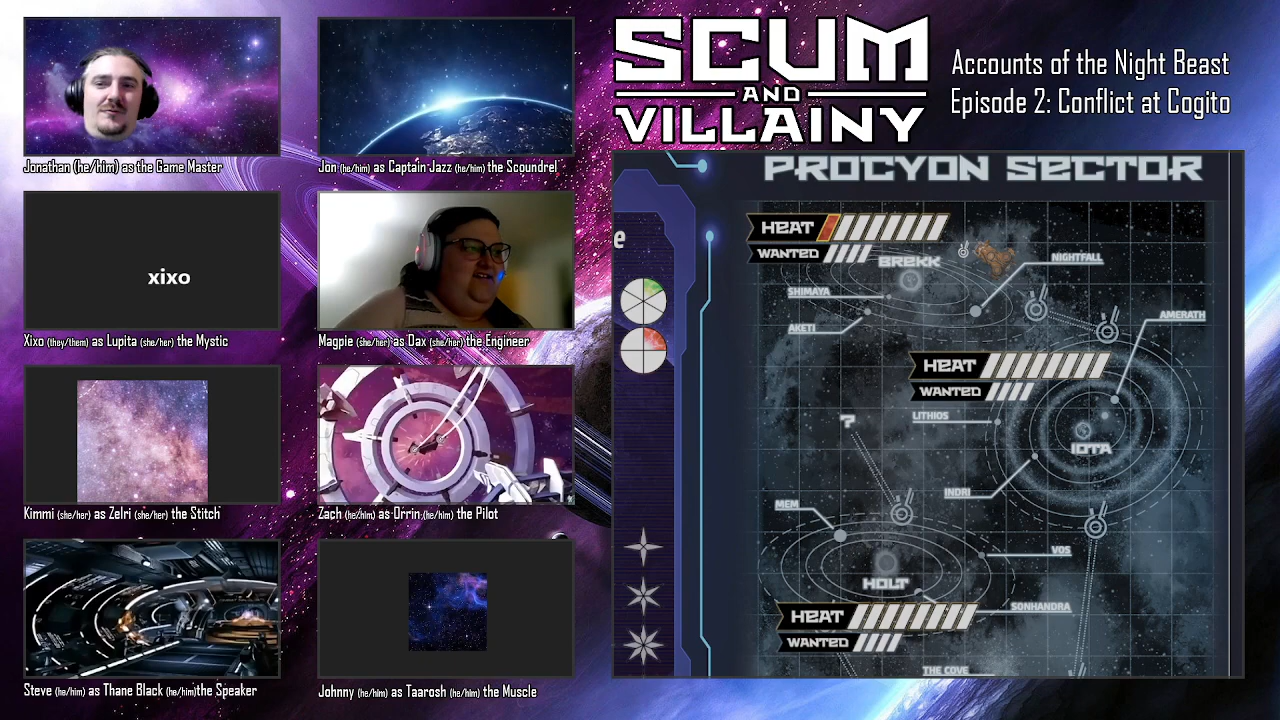 SCUM
AND
VILLAINY
Accounts of the Night Beast
Episode 2: Conflict at Cogito
Jonathan (he/him) as the Game Master
Jon (he/him) as Captain Jazz (he/him) the Scoundrel
xixo
Xixo (they/them) as Lupita (she/her) the Mystic
Magpie (she/her) as Dax (she/her) the Engineer
Kimmi (she/her) as Zelri (she/her) the Stitch
Zach (he/him) as Orrin (he/him) the Pilot
Steve (he/him) as Thane Black (he/him)the Speaker
Johnny (he/him) as Taarosh (he/him) the Muscle
PROCYON SECTOR
e
HEAT
WANTED
BREKK
NIGHTFALL
SHIMAYA
AKETI
AMERATH
HEAT
WANTED
LITHIOS
?
IOTA
INDRI
MEM
VOS
HOLT
SONHANDRA
HEAT
WANTED
THE COVE